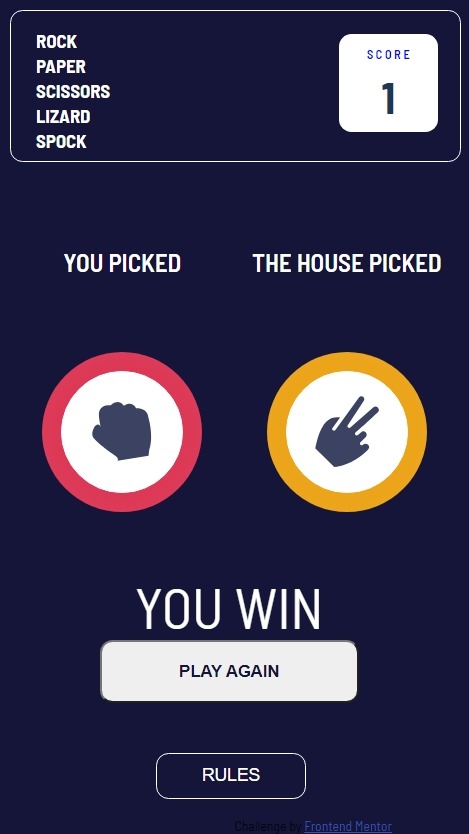 ROCK
PAPER
SCISSORS
LIZARD
SPOCK
SCORE
1
YOU PICKED
THE HOUSE PICKED
YOU WIN
PLAY AGAIN
RULES
Challenge by Frontend Mentor